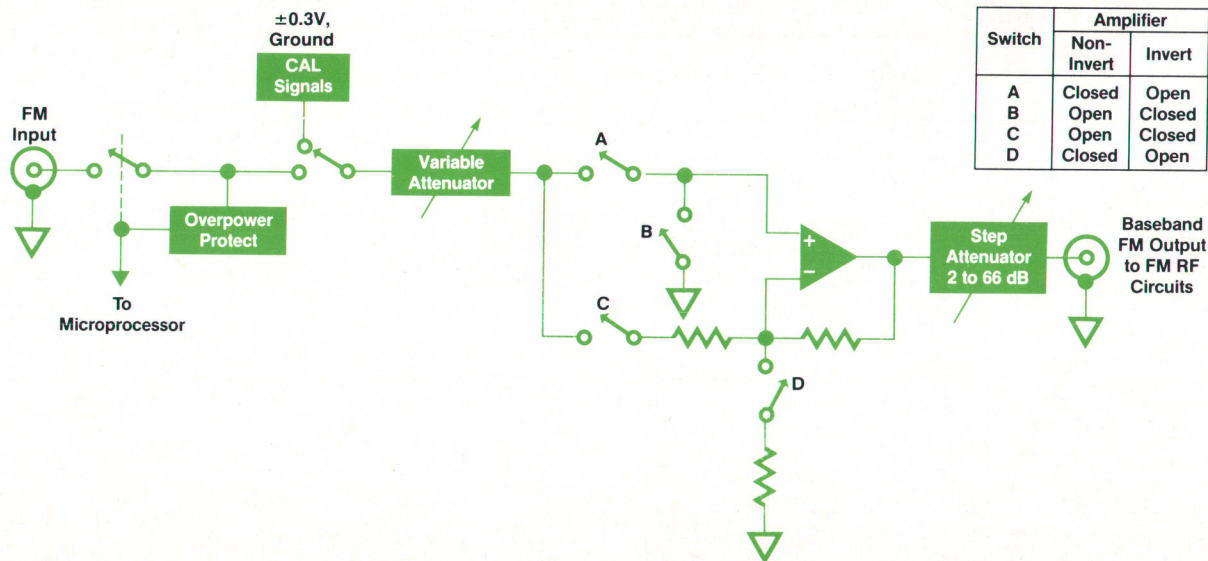 ±0.3V,
Ground
CAL
Signals
FM
Input
Overpower
Protect
To
Microprocessor
Variable
Attenuator
A
B
C
D
+
−
Step
Attenuator
2 to 66 dB
Baseband
FM Output
to FM RF
Circuits
Switch Amplifier
Non-
Invert Invert
A Closed Open
B Open Closed
C Open Closed
D Closed Open